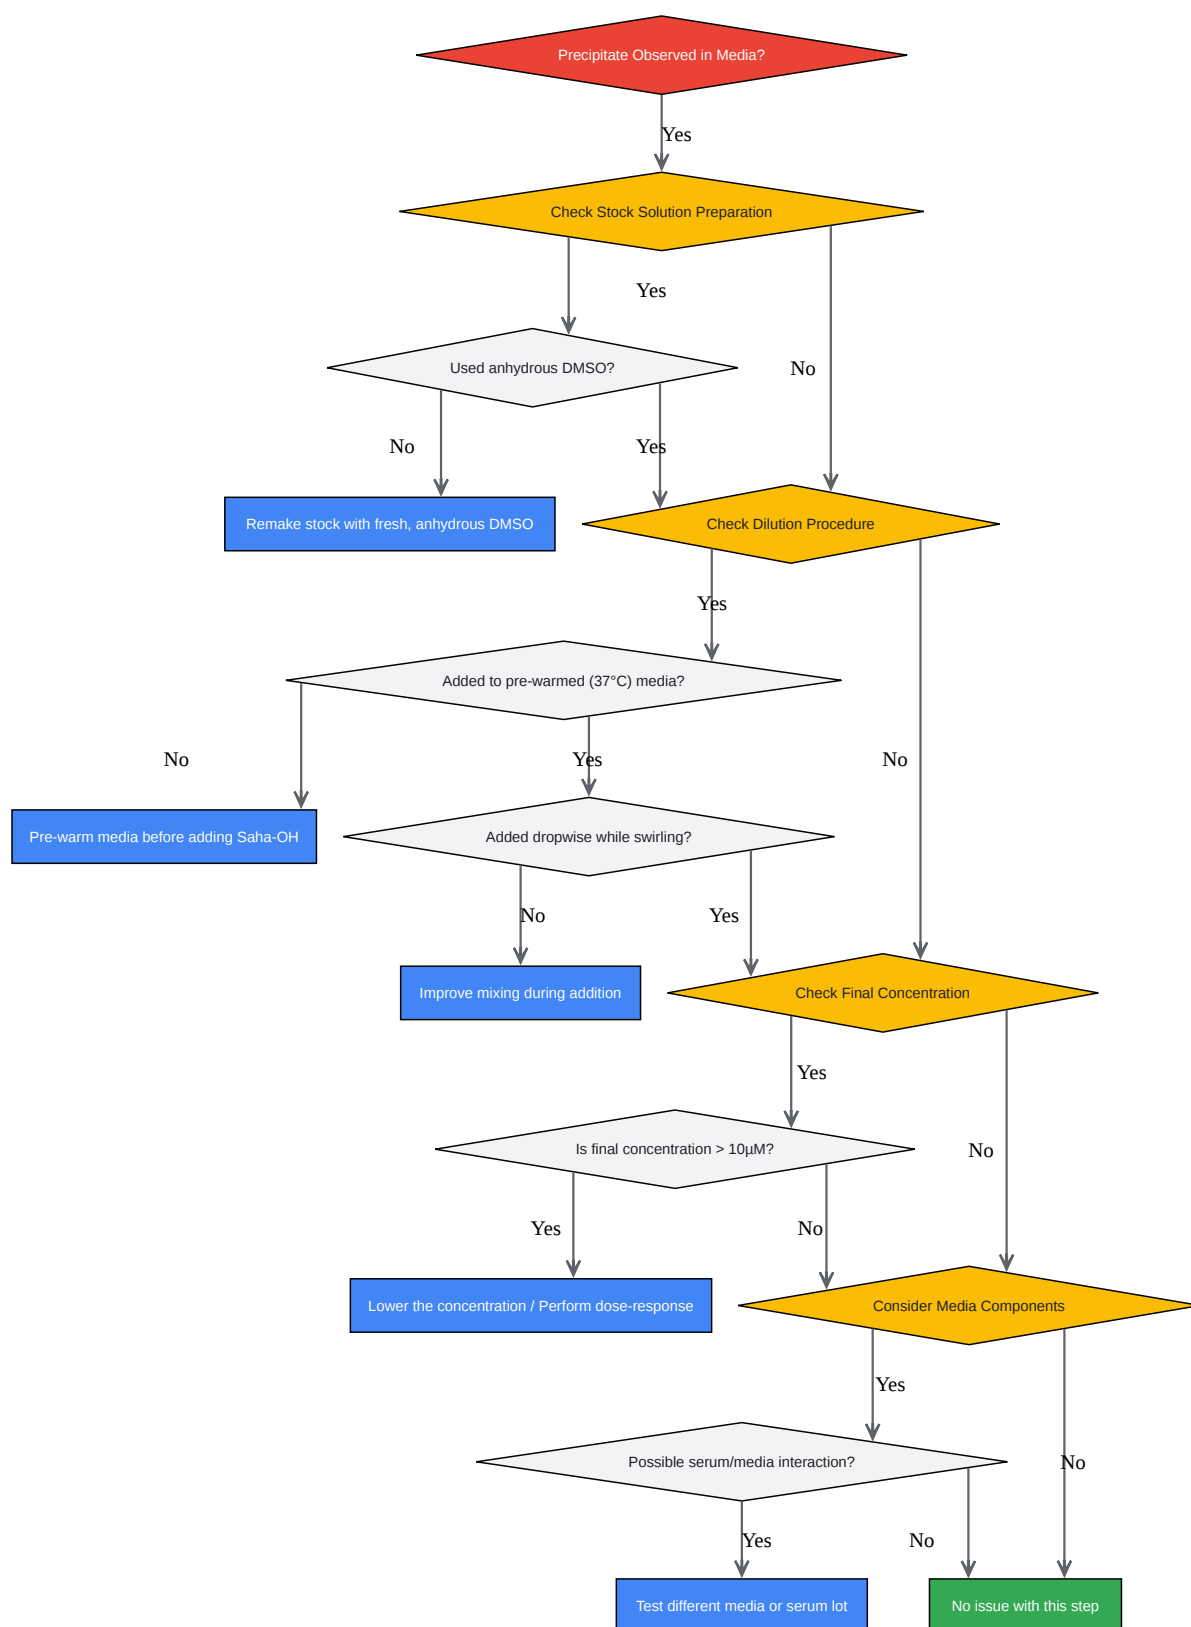 Precipitate Observed in Media?
Yes
Check Stock Solution Preparation
Yes
Used anhydrous DMSO?
No
No
Yes
Remake stock with fresh, anhydrous DMSO
Check Dilution Procedure
Yes
Added to pre-warmed (37°C) media?
No
Yes
No
Pre-warm media before adding Saha-OH
Added dropwise while swirling?
No
Yes
Improve mixing during addition
Check Final Concentration
Yes
Is final concentration > 10µM?
No
Yes
No
Lower the concentration / Perform dose-response
Consider Media Components
Yes
Possible serum/media interaction?
No
Yes
No
Test different media or serum lot
No issue with this step